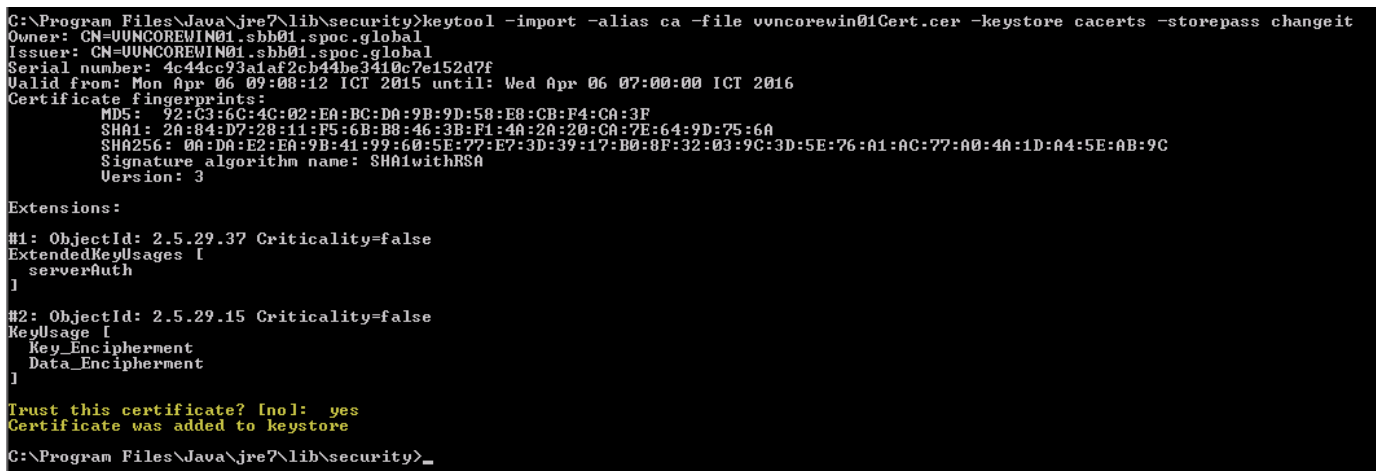 C:\Program Files\Java\jre7\lib\security>keytool -import -alias ca -file vvncorewin01Cert.cer -keystore cacerts -storepass changeit
Owner: CN=VVNCOREWIN01.sbb01.spoc.global
Issuer: CN=VVNCOREWIN01.sbb01.spoc.global
Serial number: 4c44cc93a1af2cb44be3410c7e152d7f
Valid from: Mon Apr 06 09:08:12 ICT 2015 until: Wed Apr 06 07:00:00 ICT 2016
Certificate fingerprints:
MD5: 92:C3:6C:4C:02:EA:BC:DA:9B:9D:58:E8:CB:F4:CA:3F
SHA1: 2A:84:D7:28:11:F5:6B:B8:46:3B:F1:4A:2A:20:CA:7E:64:9D:75:6A
SHA256: 0A:DA:E2:EA:9B:41:99:60:5E:77:E7:3D:39:17:B0:8F:32:03:9C:3D:5E:76:A1:AC:77:A0:4A:1D:A4:5E:AB:9C
Signature algorithm name: SHA1withRSA
Version: 3
Extensions:
#1: ObjectId: 2.5.29.37 Criticality=false
ExtendedKeyUsages [
serverAuth
]
#2: ObjectId: 2.5.29.15 Criticality=false
KeyUsage [
Key_Encipherment
Data_Encipherment
]
Trust this certificate? [no]: yes
Certificate was added to keystore
C:\Program Files\Java\jre7\lib\security>_